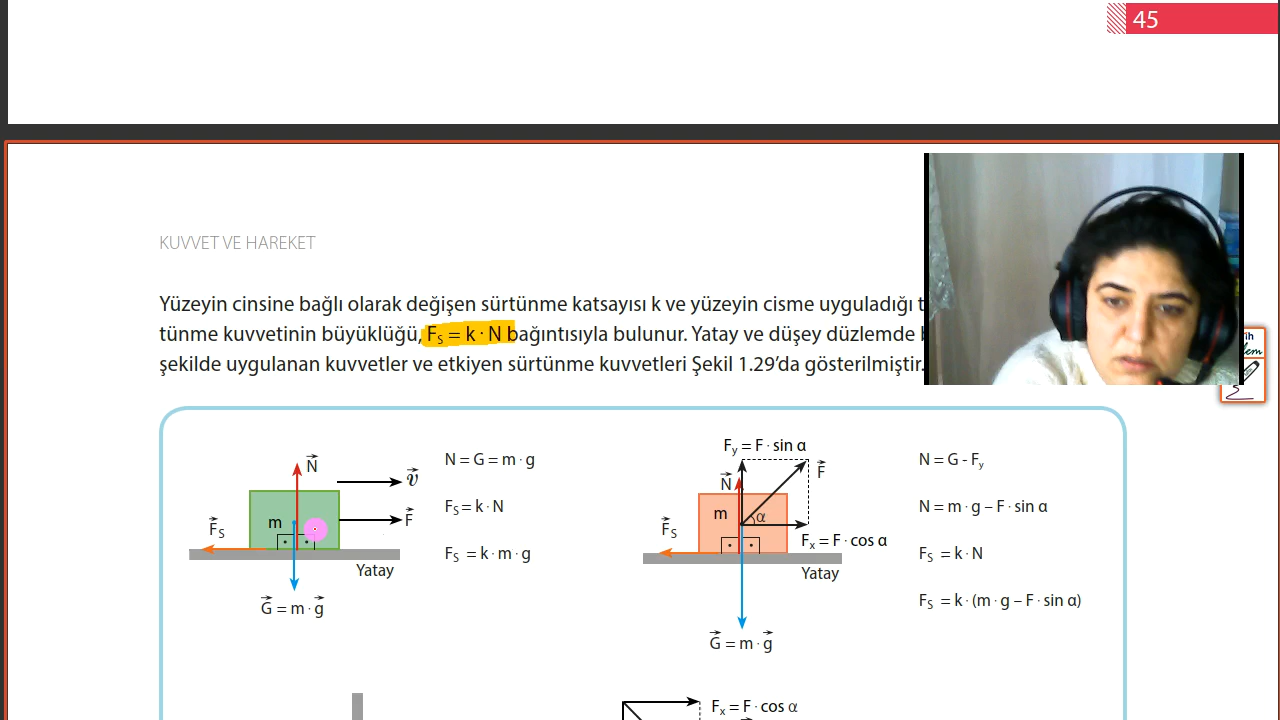 45
KUVVET VE HAREKET
Yüzeyin cinsine bağlı olarak değişen sürtünme katsayısı k ve yüzeyin cisme uyguladığı
tünme kuvvetinin büyüklüğü, Fs = k · N bağıntısıyla bulunur. Yatay ve düşey düzlemde
şekilde uygulanan kuvvetler ve etkiyen sürtünme kuvvetleri Şekil 1.29’da gösterilmiştir.
N
v
m
F
Fs
Yatay
G = m · g
N = G = m · g
Fs = k · N
Fs = k · m · g
Fy = F · sin α
F
N
m
α
Fs
Fx = F · cos α
Yatay
G = m · g
N = G - Fy
N = m · g – F · sin α
Fs = k · N
Fs = k · (m · g – F · sin α)
Fx = F · cos α